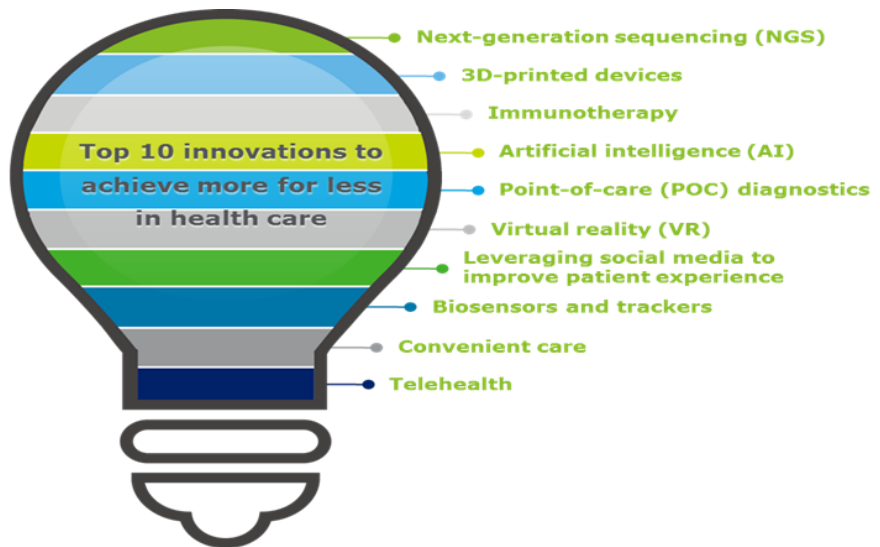 Next-generation sequencing (NGS)
3D-printed devices
Immunotherapy
Top 10 innovations to
achieve more for less
in health care
Artificial intelligence (AI)
Point-of-care (POC) diagnostics
Virtual reality (VR)
Leveraging social media to
improve patient experience
Biosensors and trackers
Convenient care
Telehealth